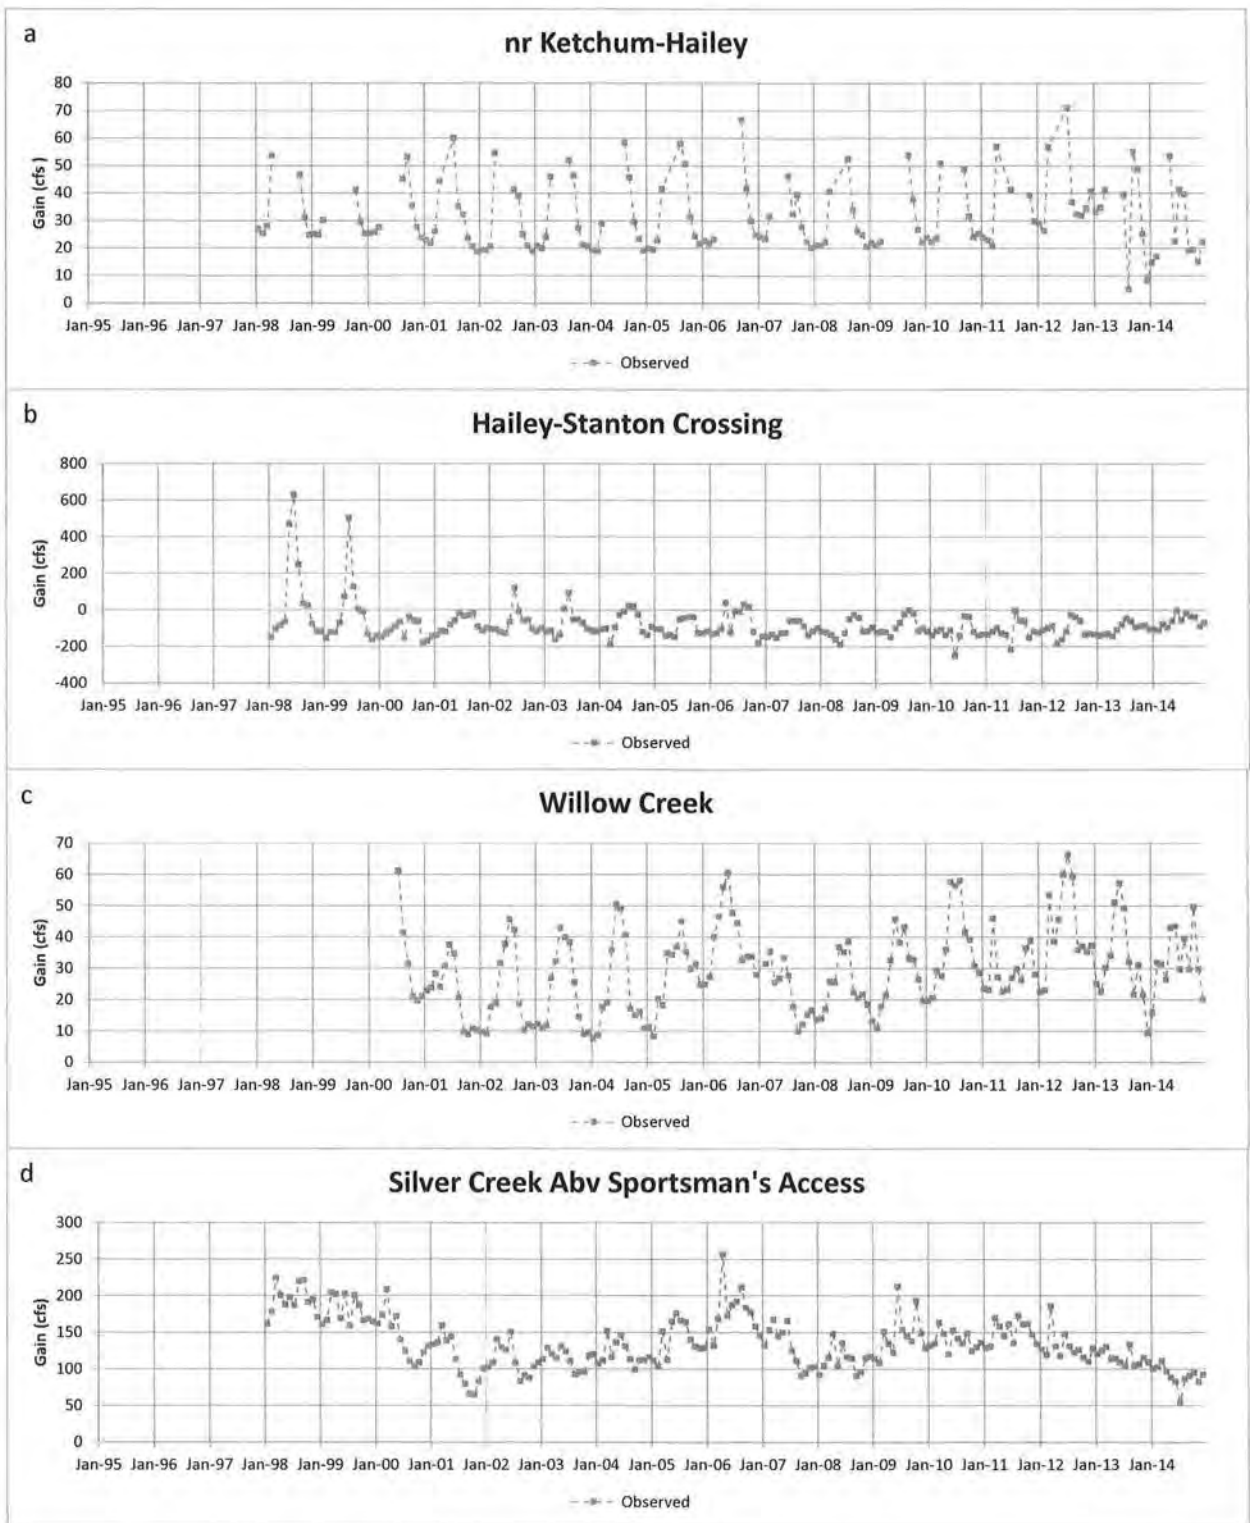 a
nr Ketchum-Hailey
80
70
60
50
40
30
20
10
0
Gain (cfs)
Jan-95 Jan-96 Jan-97 Jan-98 Jan-99 Jan-00 Jan-01 Jan-02 Jan-03 Jan-04 Jan-05 Jan-06 Jan-07 Jan-08 Jan-09 Jan-10 Jan-11 Jan-12 Jan-13 Jan-14
Observed
b
Hailey-Stanton Crossing
800
600
400
200
0
-200
-400
Gain (cfs)
Jan-95 Jan-96 Jan-97 Jan-98 Jan-99 Jan-00 Jan-01 Jan-02 Jan-03 Jan-04 Jan-05 Jan-06 Jan-07 Jan-08 Jan-09 Jan-10 Jan-11 Jan-12 Jan-13 Jan-14
Observed
c
Willow Creek
70
60
50
40
30
20
10
0
Gain (cfs)
Jan-95 Jan-96 Jan-97 Jan-98 Jan-99 Jan-00 Jan-01 Jan-02 Jan-03 Jan-04 Jan-05 Jan-06 Jan-07 Jan-08 Jan-09 Jan-10 Jan-11 Jan-12 Jan-13 Jan-14
Observed
d
Silver Creek Abv Sportsman's Access
300
250
200
150
100
50
0
Gain (cfs)
Jan-95 Jan-96 Jan-97 Jan-98 Jan-99 Jan-00 Jan-01 Jan-02 Jan-03 Jan-04 Jan-05 Jan-06 Jan-07 Jan-08 Jan-09 Jan-10 Jan-11 Jan-12 Jan-13 Jan-14
Observed